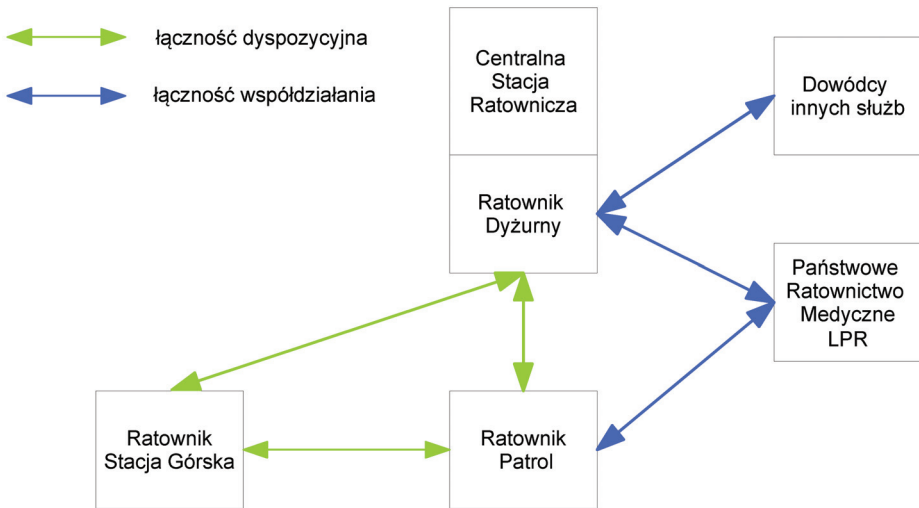 łączność dyspozycyjna
łączność współdziałania
Centralna
Stacja
Ratownicza
Dowódcy
innych służb
Ratownik
Dyżurny
Państwowe
Ratownictwo
Medyczne
LPR
Ratownik
Stacja Górska
Ratownik
Patrol